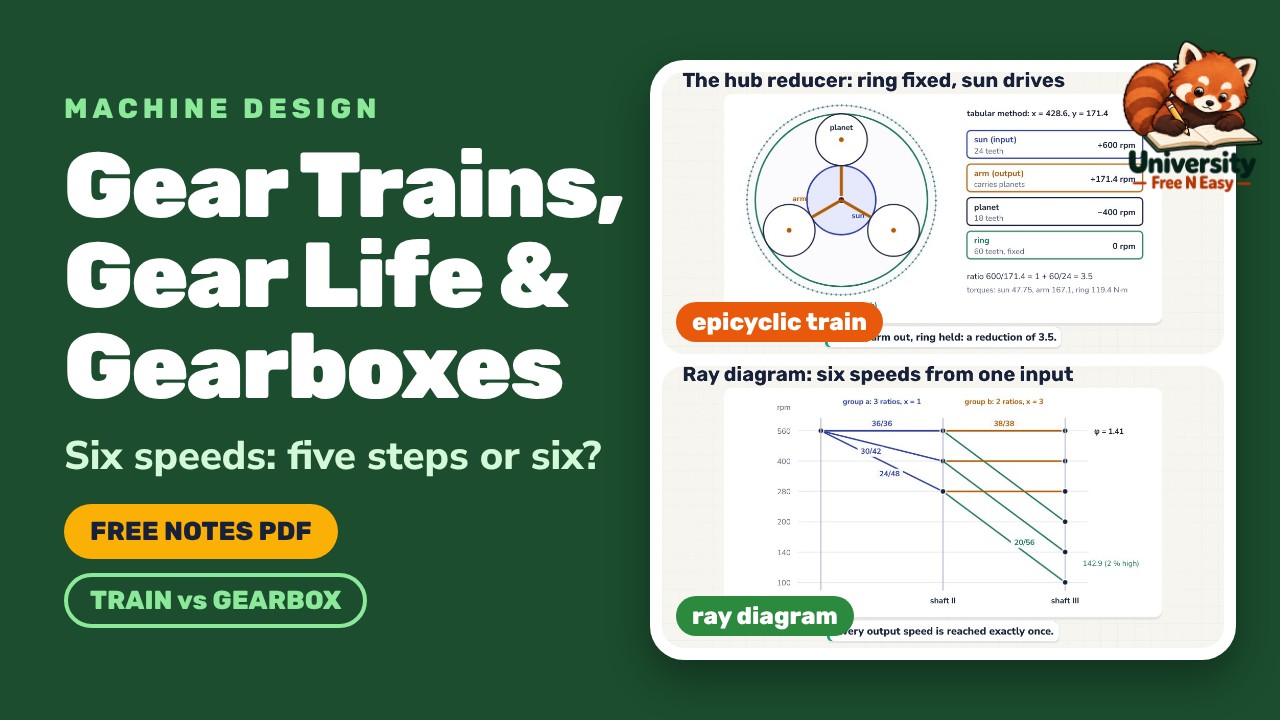 MACHINE DESIGN
Gear Trains,
Gear Life &
Gearboxes
Six speeds: five steps or six?
FREE NOTES PDF
TRAIN vs GEARBOX
The hub reducer: ring fixed, sun drives
planet
arm
sun
tabular method: x = 428.6, y = 171.4
sun (input)
24 teeth
+600 rpm
arm (output)
carries planets
+171.4 rpm
planet
18 teeth
−400 rpm
ring
60 teeth, fixed
0 rpm
ratio 600/171.4 = 1 + 60/24 = 3.5
torques: sun 47.75, arm 167.1, ring 119.4 N·m
epicyclic train
arm out, ring held: a reduction of 3.5.
University
Free N Easy
Ray diagram: six speeds from one input
group a: 3 ratios, x = 1
group b: 2 ratios, x = 3
rpm
560
400
280
200
140
100
36/36
30/42
24/48
38/38
20/56
φ = 1.41
142.9 (2 % high)
shaft II
shaft III
ray diagram
every output speed is reached exactly once.